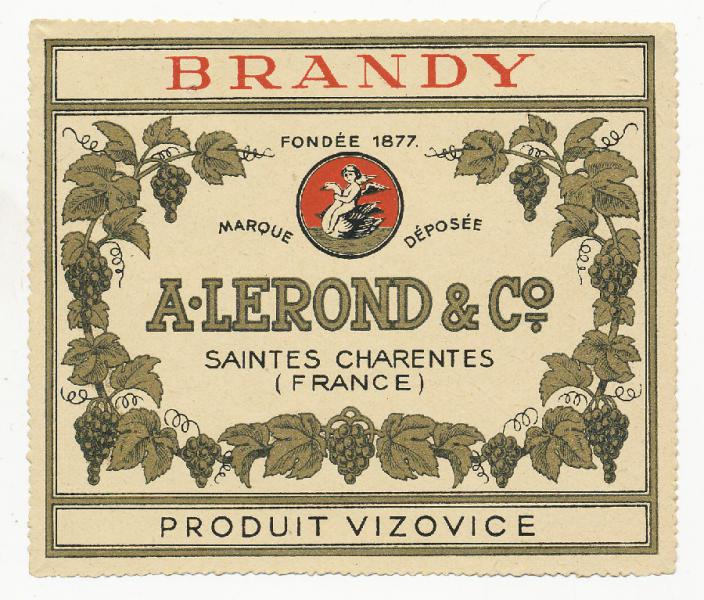 BRANDY
FONDÉE 1877.
MARQUE DÉPOSÉE
A·LEROND & Cº
SAINTES CHARENTES
(FRANCE)
PRODUIT VIZOVICE